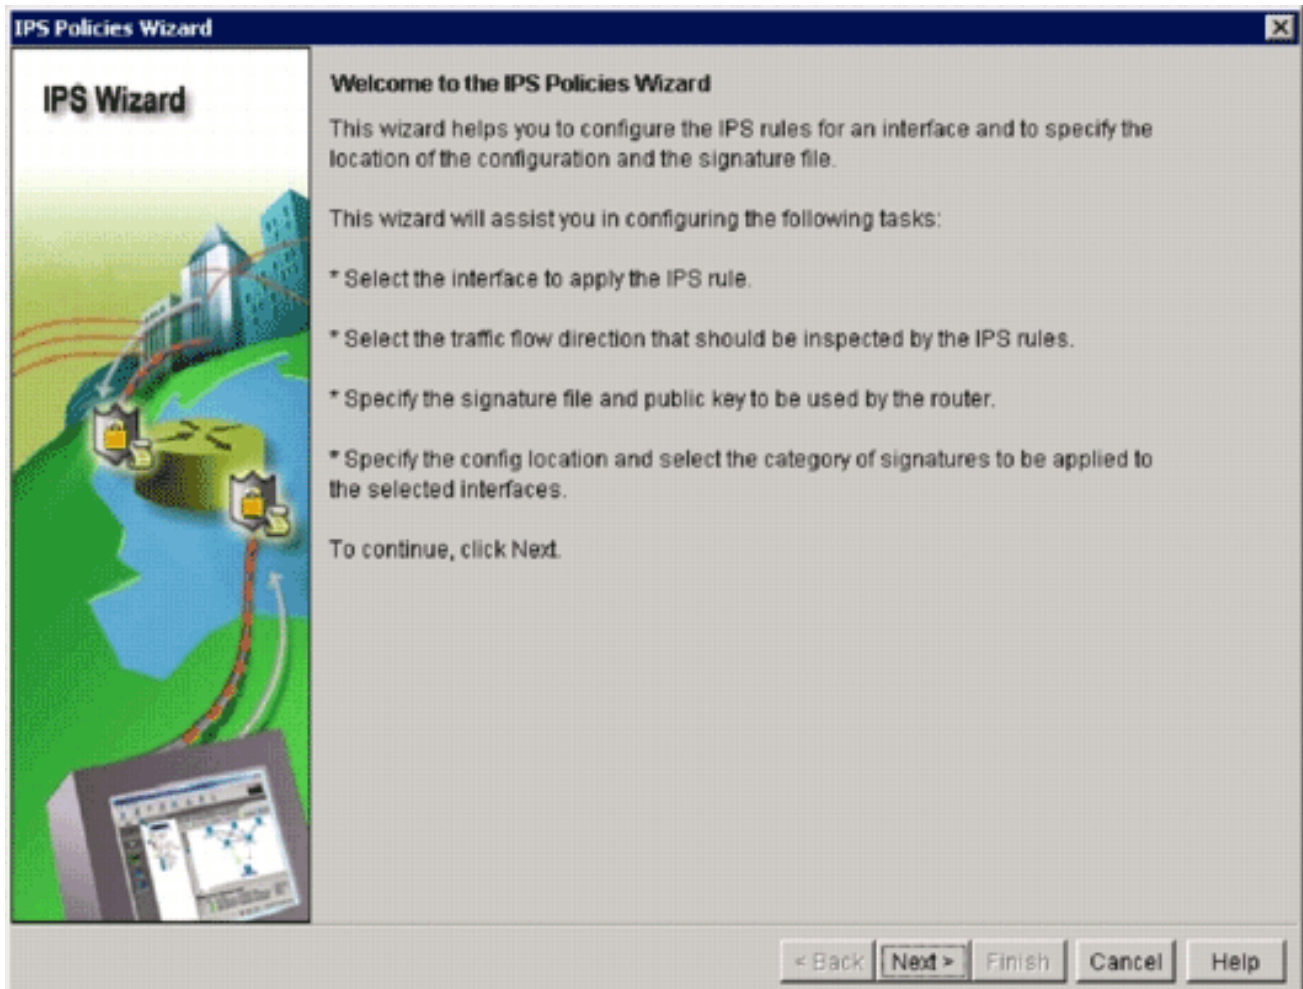 IPS Policies Wizard
IPS Wizard
Welcome to the IPS Policies Wizard
This wizard helps you to configure the IPS rules for an interface and to specify the
location of the configuration and the signature file.
This wizard will assist you in configuring the following tasks:
* Select the interface to apply the IPS rule.
* Select the traffic flow direction that should be inspected by the IPS rules.
* Specify the signature file and public key to be used by the router.
* Specify the config location and select the category of signatures to be applied to
the selected interfaces.
To continue, click Next.
< Back Next > Finish Cancel Help